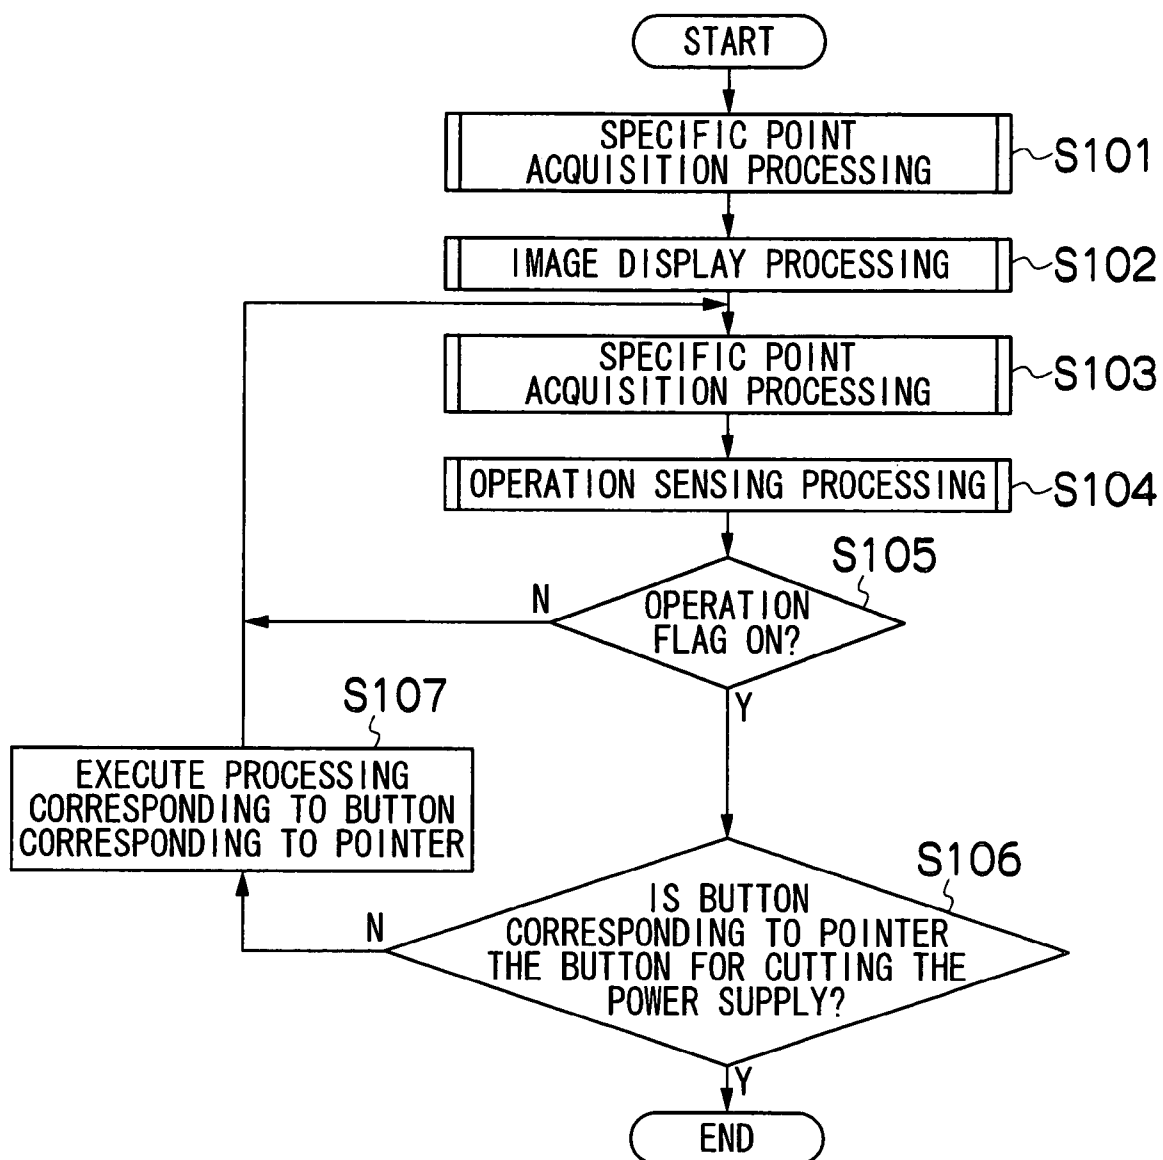 START
SPECIFIC POINT
ACQUISITION PROCESSING
S101
IMAGE DISPLAY PROCESSING
S102
SPECIFIC POINT
ACQUISITION PROCESSING
S103
OPERATION SENSING PROCESSING
S104
S105
N
OPERATION
FLAG ON?
Y
S107
EXECUTE PROCESSING
CORRESPONDING TO BUTTON
CORRESPONDING TO POINTER
S106
N
IS BUTTON
CORRESPONDING TO POINTER
THE BUTTON FOR CUTTING THE
POWER SUPPLY?
Y
END